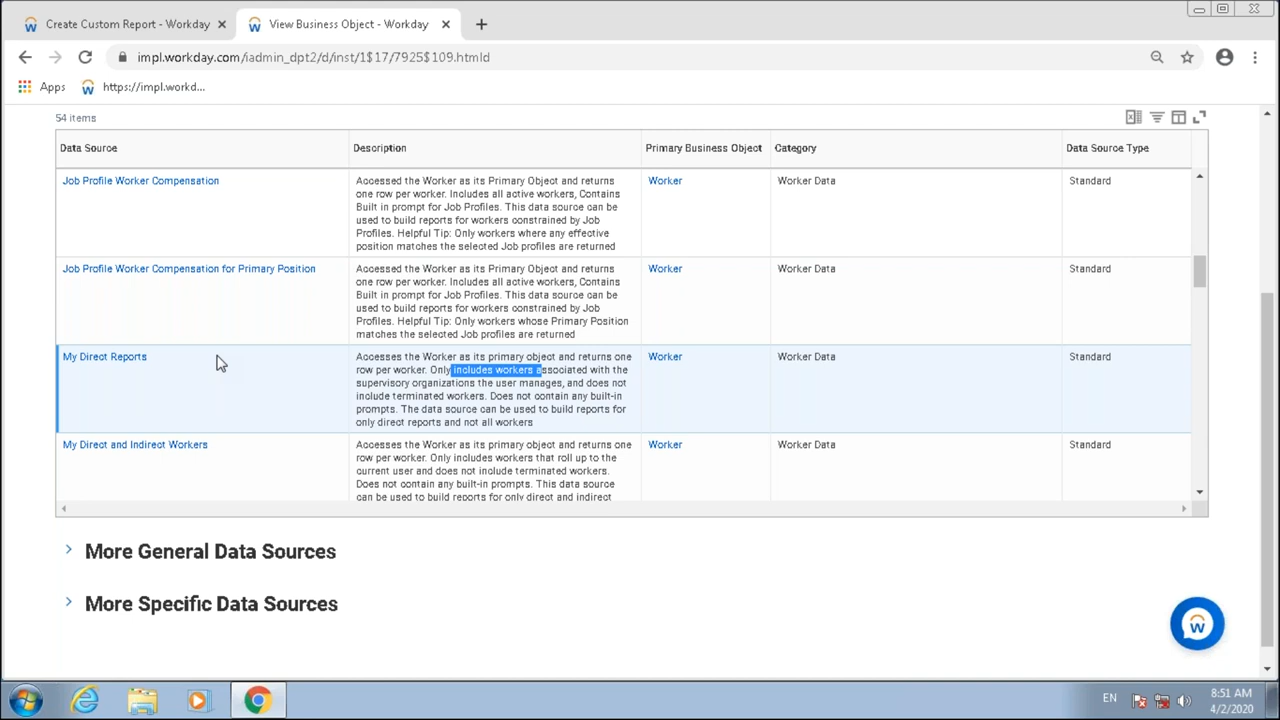 Create Custom Report - Workday
View Business Object - Workday
impl.workday.com/iadmin_dpt2/d/inst/1$17/7925$109.htmld
Apps
https://impl.workd...
54 items
Data Source
Description
Primary Business Object
Category
Data Source Type
Job Profile Worker Compensation
Accessed the Worker as its Primary Object and returns
one row per worker. Includes all active workers, Contains
Built in prompt for Job Profiles. This data source can be
used to build reports for workers constrained by Job
Profiles. Helpful Tip: Only workers where any effective
position matches the selected Job profiles are returned
Worker
Worker Data
Standard
Job Profile Worker Compensation for Primary Position
Accessed the Worker as its Primary Object and returns
one row per worker. Includes all active workers, Contains
Built in prompt for Job Profiles. This data source can be
used to build reports for workers constrained by Job
Profiles. Helpful Tip: Only workers whose Primary Position
matches the selected Job profiles are returned
Worker
Worker Data
Standard
My Direct Reports
Accesses the Worker as its primary object and returns one
row per worker. Only includes workers associated with the
supervisory organizations the user manages, and does not
include terminated workers. Does not contain any built-in
prompts. The data source can be used to build reports for
only direct reports and not all workers
Worker
Worker Data
Standard
My Direct and Indirect Workers
Accesses the Worker as its primary object and returns one
row per worker. Only includes workers that roll up to the
current user and does not include terminated workers.
Does not contain any built-in prompts. This data source
can be used to build reports for only direct and indirect
Worker
Worker Data
Standard
More General Data Sources
More Specific Data Sources
EN
8:51 AM
4/2/2020